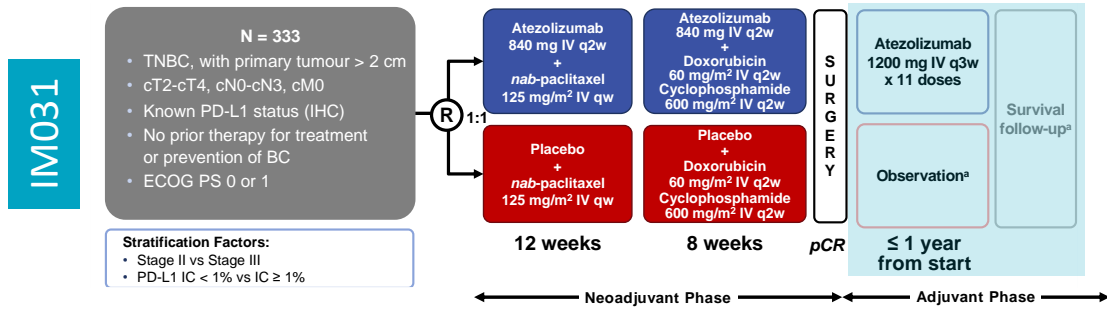 IM031
N = 333
• TNBC, with primary tumour > 2 cm
• cT2-cT4, cN0-cN3, cM0
• Known PD-L1 status (IHC)
• No prior therapy for treatment
or prevention of BC
• ECOG PS 0 or 1
Stratification Factors:
• Stage II vs Stage III
• PD-L1 IC < 1% vs IC ≥ 1%
R
1:1
Atezolizumab
840 mg IV q2w
+
nab-paclitaxel
125 mg/m² IV qw
Placebo
+
nab-paclitaxel
125 mg/m² IV qw
12 weeks
Atezolizumab
840 mg IV q2w
+
Doxorubicin
60 mg/m² IV q2w
Cyclophosphamide
600 mg/m² IV q2w
Placebo
+
Doxorubicin
60 mg/m² IV q2w
Cyclophosphamide
600 mg/m² IV q2w
8 weeks
SURGERY
pCR
Atezolizumab
1200 mg IV q3w
x 11 doses
Observationᵃ
≤ 1 year
from start
Survival
follow-upᵃ
Neoadjuvant Phase
Adjuvant Phase